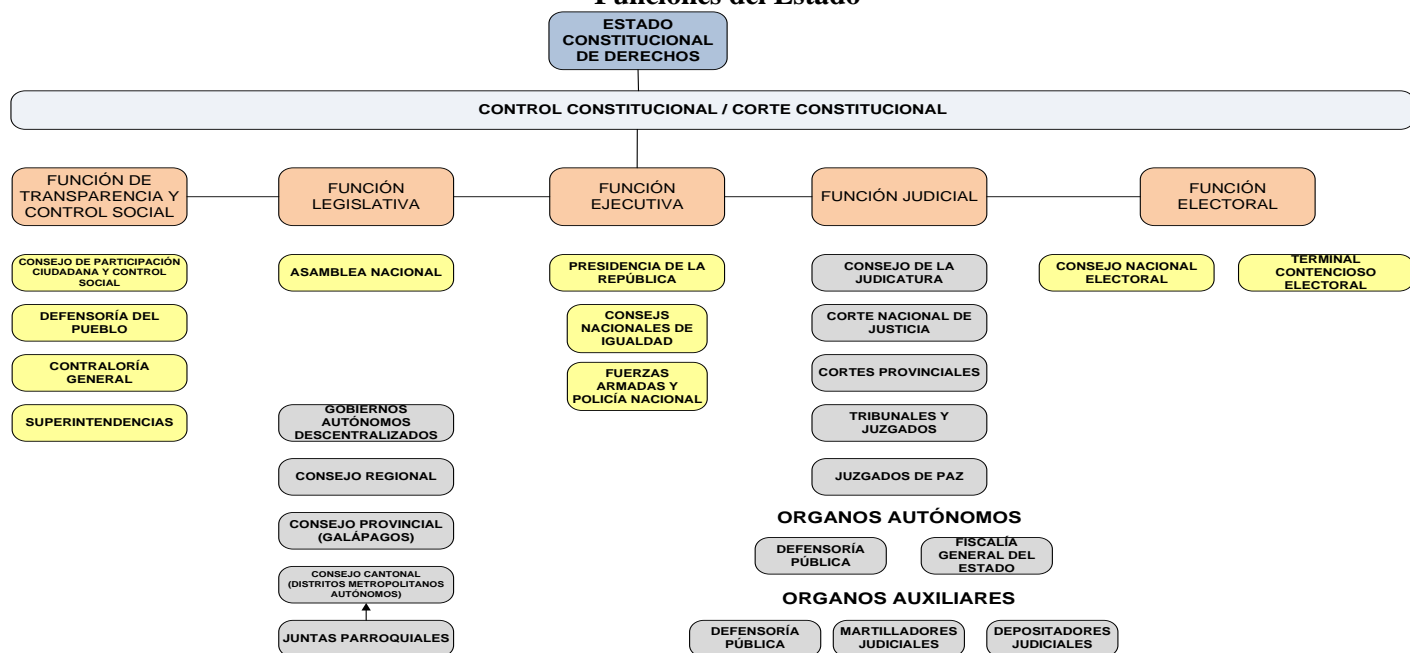 Funciones del Estado
ESTADO
CONSTITUCIONAL
DE DERECHOS
CONTROL CONSTITUCIONAL / CORTE CONSTITUCIONAL
FUNCIÓN DE
TRANSPARENCIA Y
CONTROL SOCIAL
FUNCIÓN
LEGISLATIVA
FUNCIÓN
EJECUTIVA
FUNCIÓN JUDICIAL
FUNCIÓN
ELECTORAL
CONSEJO DE PARTICIPACIÓN
CIUDADANA Y CONTROL
SOCIAL
ASAMBLEA NACIONAL
PRESIDENCIA DE LA
REPÚBLICA
CONSEJO DE LA
JUDICATURA
CONSEJO NACIONAL
ELECTORAL
TERMINAL
CONTENCIOSO
ELECTORAL
DEFENSORÍA DEL
PUEBLO
CONSEJS
NACIONALES DE
IGUALDAD
CORTE NACIONAL DE
JUSTICIA
CONTRALORÍA
GENERAL
FUERZAS
ARMADAS Y
POLICÍA NACIONAL
CORTES PROVINCIALES
SUPERINTENDENCIAS
GOBIERNOS
AUTÓNOMOS
DESCENTRALIZADOS
TRIBUNALES Y
JUZGADOS
CONSEJO REGIONAL
JUZGADOS DE PAZ
CONSEJO PROVINCIAL
(GALÁPAGOS)
ORGANOS AUTÓNOMOS
DEFENSORÍA
PÚBLICA
FISCALÍA
GENERAL DEL
ESTADO
CONSEJO CANTONAL
(DISTRITOS METROPOLITANOS
AUTÓNOMOS)
ORGANOS AUXILIARES
JUNTAS PARROQUIALES
DEFENSORÍA
PÚBLICA
MARTILLADORES
JUDICIALES
DEPOSITADORES
JUDICIALES